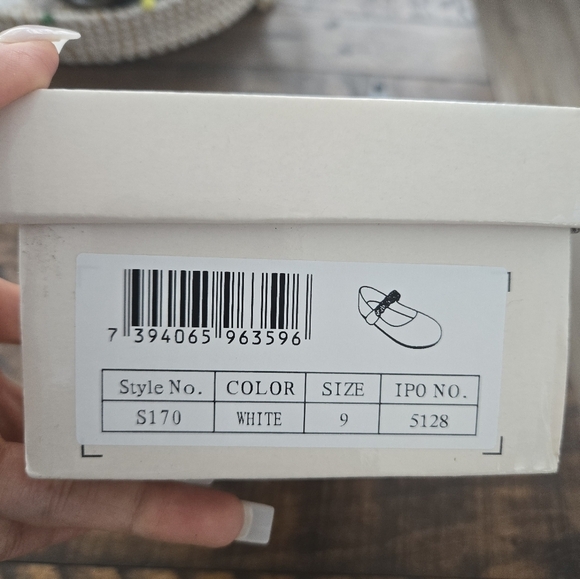 7 394065 963596
Style No. COLOR SIZE IPO NO.
S170 WHITE 9 5128